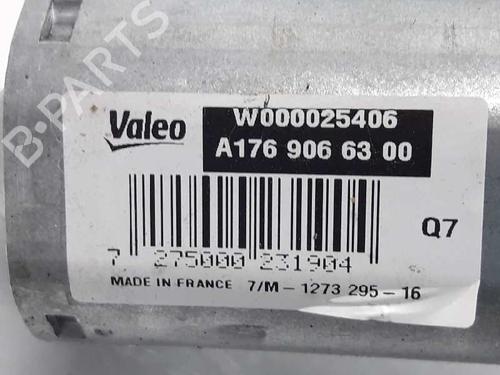 B-PARTS
Valeo
W000025406
A176 906 63 00
Q7
7 275000 231904
MADE IN FRANCE 7/M-1273 295-16